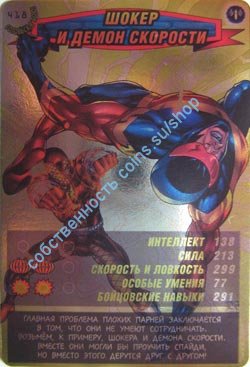 438
ШОКЕР
И ДЕМОН СКОРОСТИ
собственность coins.su/shop
ИНТЕЛЛЕКТ 138
СИЛА 213
СКОРОСТЬ И ЛОВКОСТЬ 299
ОСОБЫЕ УМЕНИЯ 77
БОЙЦОВСКИЕ НАВЫКИ 291
ГЛАВНАЯ ПРОБЛЕМА ПЛОХИХ ПАРНЕЙ ЗАКЛЮЧАЕТСЯ
В ТОМ, ЧТО ОНИ НЕ УМЕЮТ СОТРУДНИЧАТЬ.
ВОЗЬМЁМ, К ПРИМЕРУ, ШОКЕРА И ДЕМОНА СКОРОСТИ.
ВМЕСТЕ ОНИ МОГЛИ БЫ ПРОУЧИТЬ СПАЙДИ,
НО ВМЕСТО ЭТОГО ДЕРУТСЯ ДРУГ С ДРУГОМ!